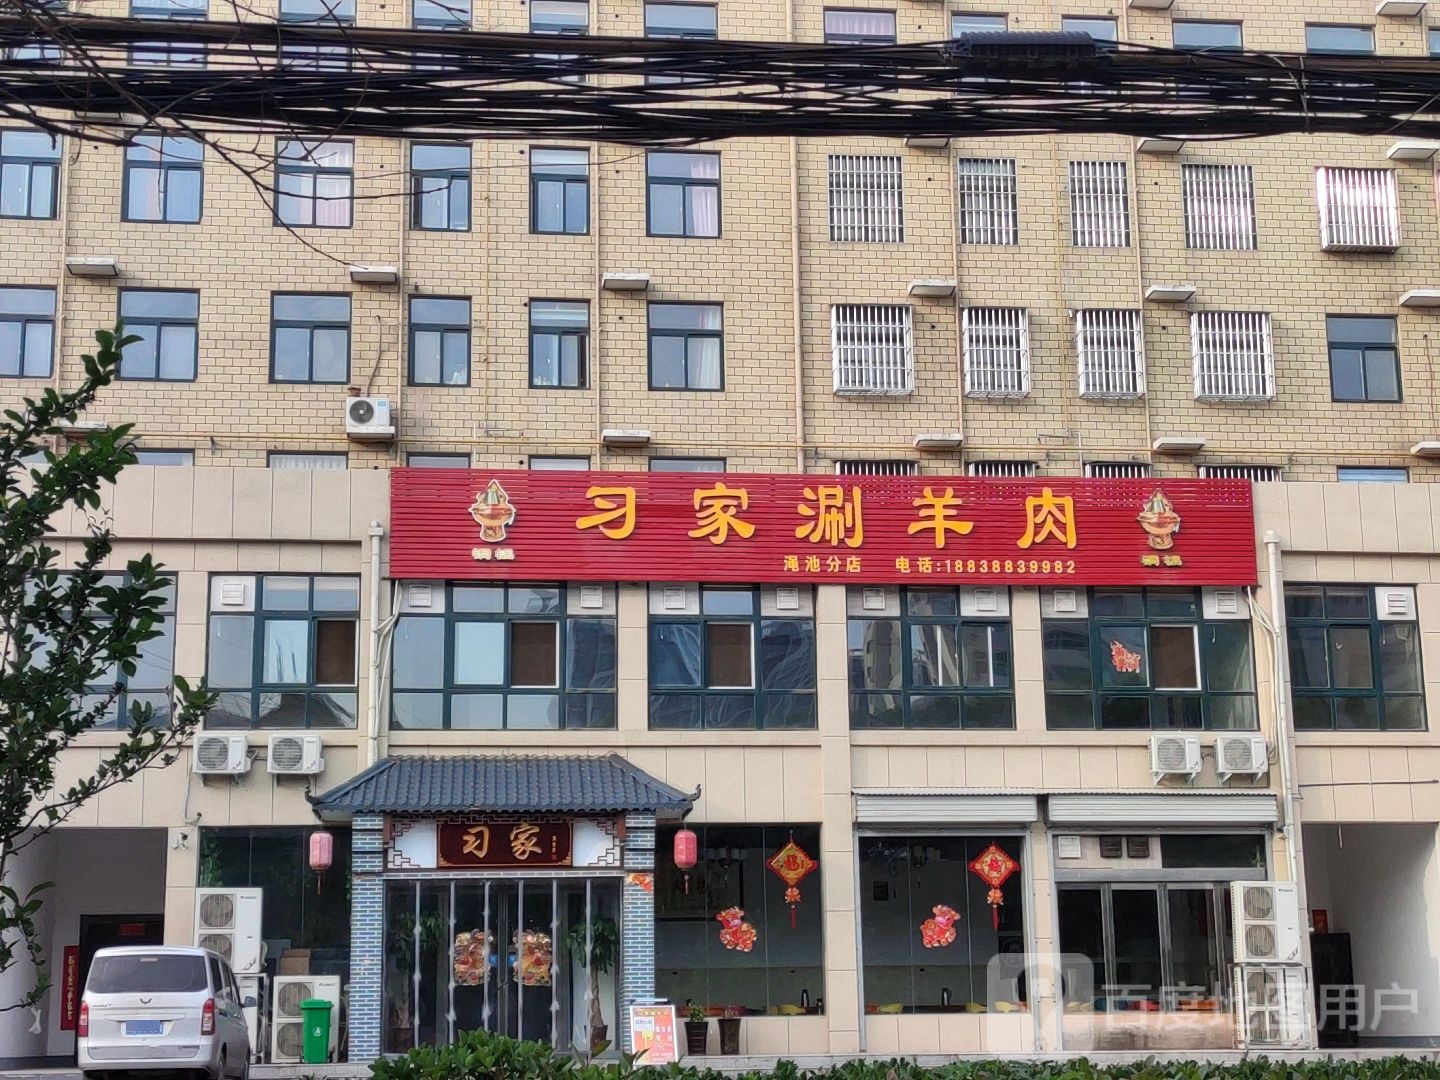 习家涮羊肉
铜锅
铜锅
渑池分店 电话:18838839982
习家
百度地图用户